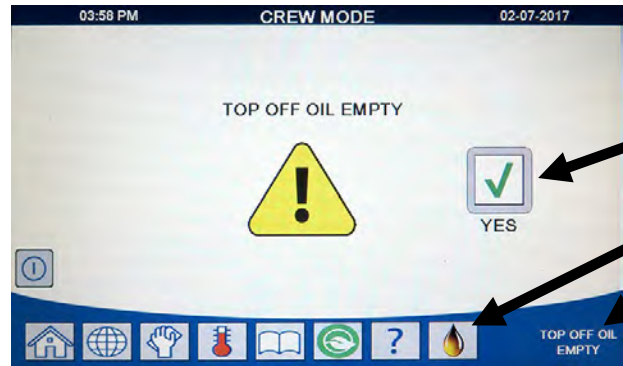 03:58 PM CREW MODE 02-07-2017
TOP OFF OIL EMPTY
!
YES
?
TOP OFF OIL
EMPTY